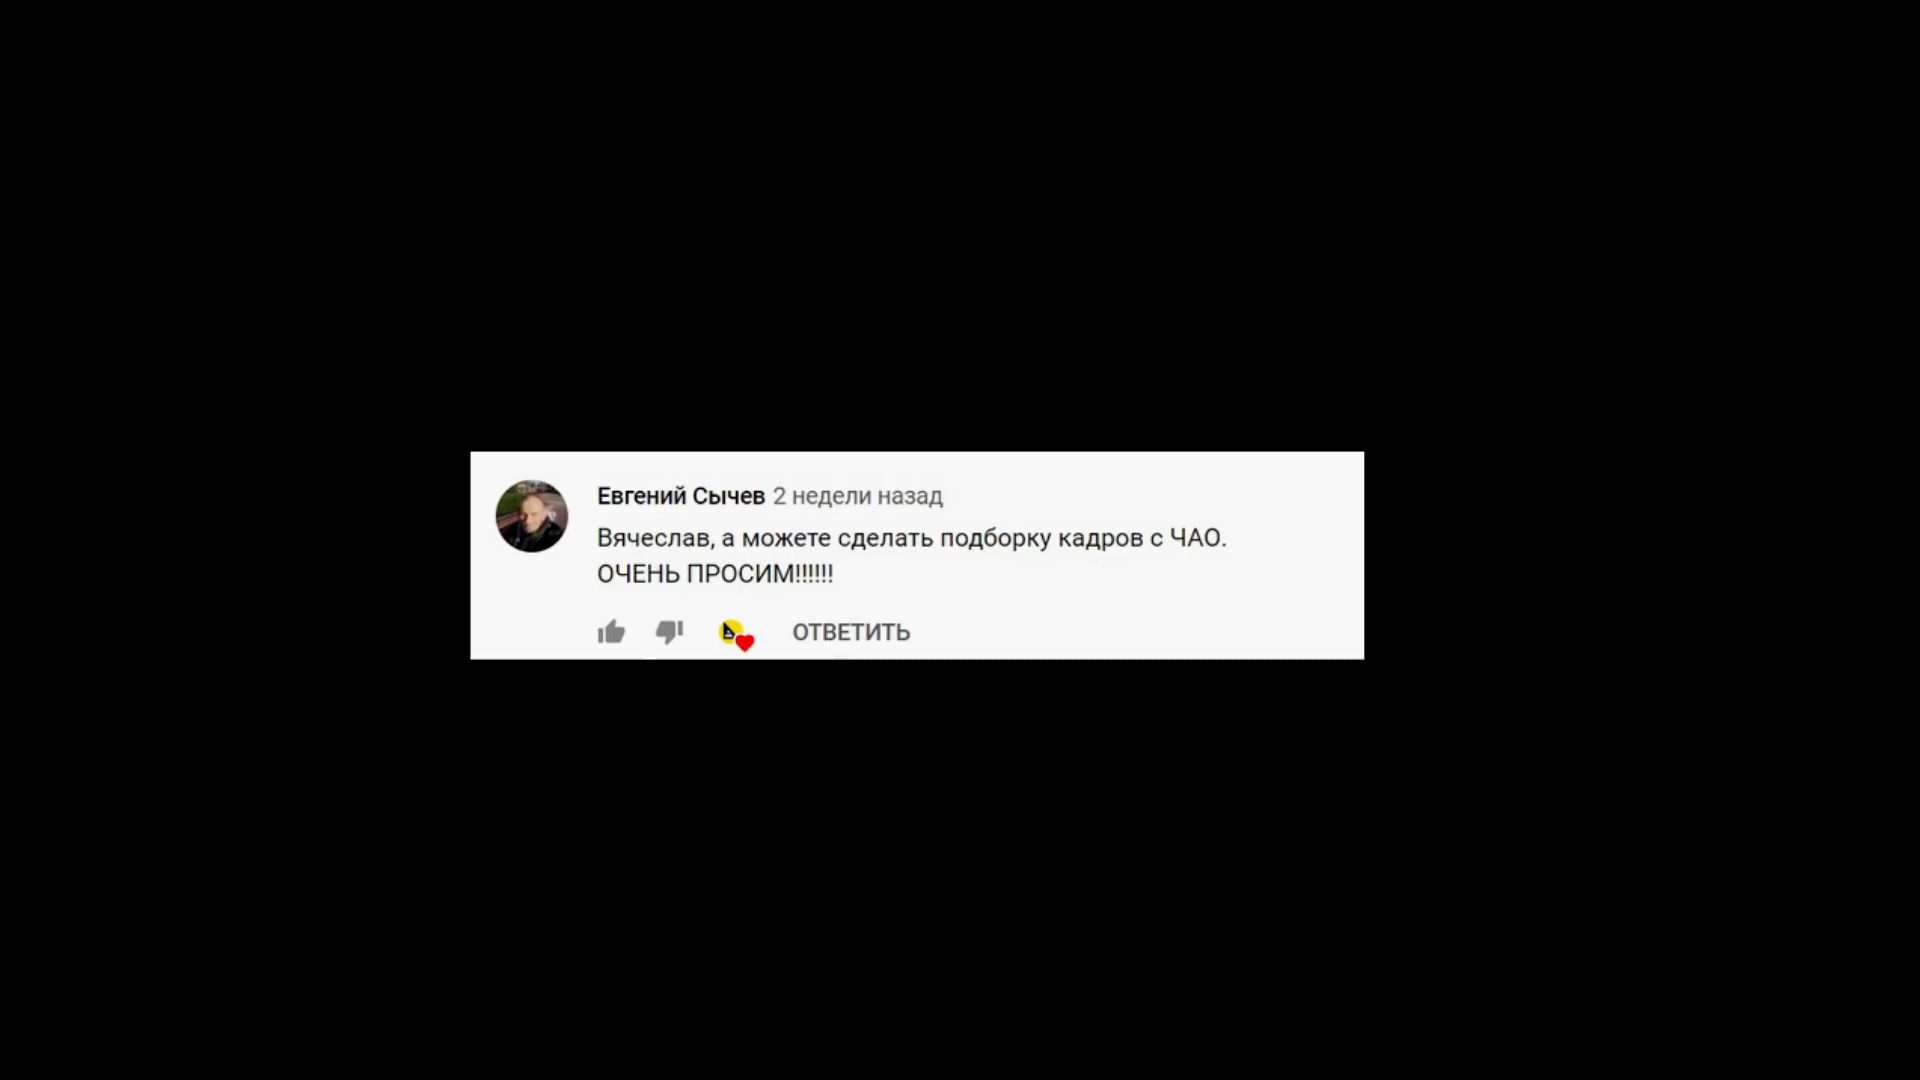 Евгений Сычев 2 недели назад
Вячеслав, а можете сделать подборку кадров с ЧАО.
ОЧЕНЬ ПРОСИМ!!!!!!
ОТВЕТИТЬ